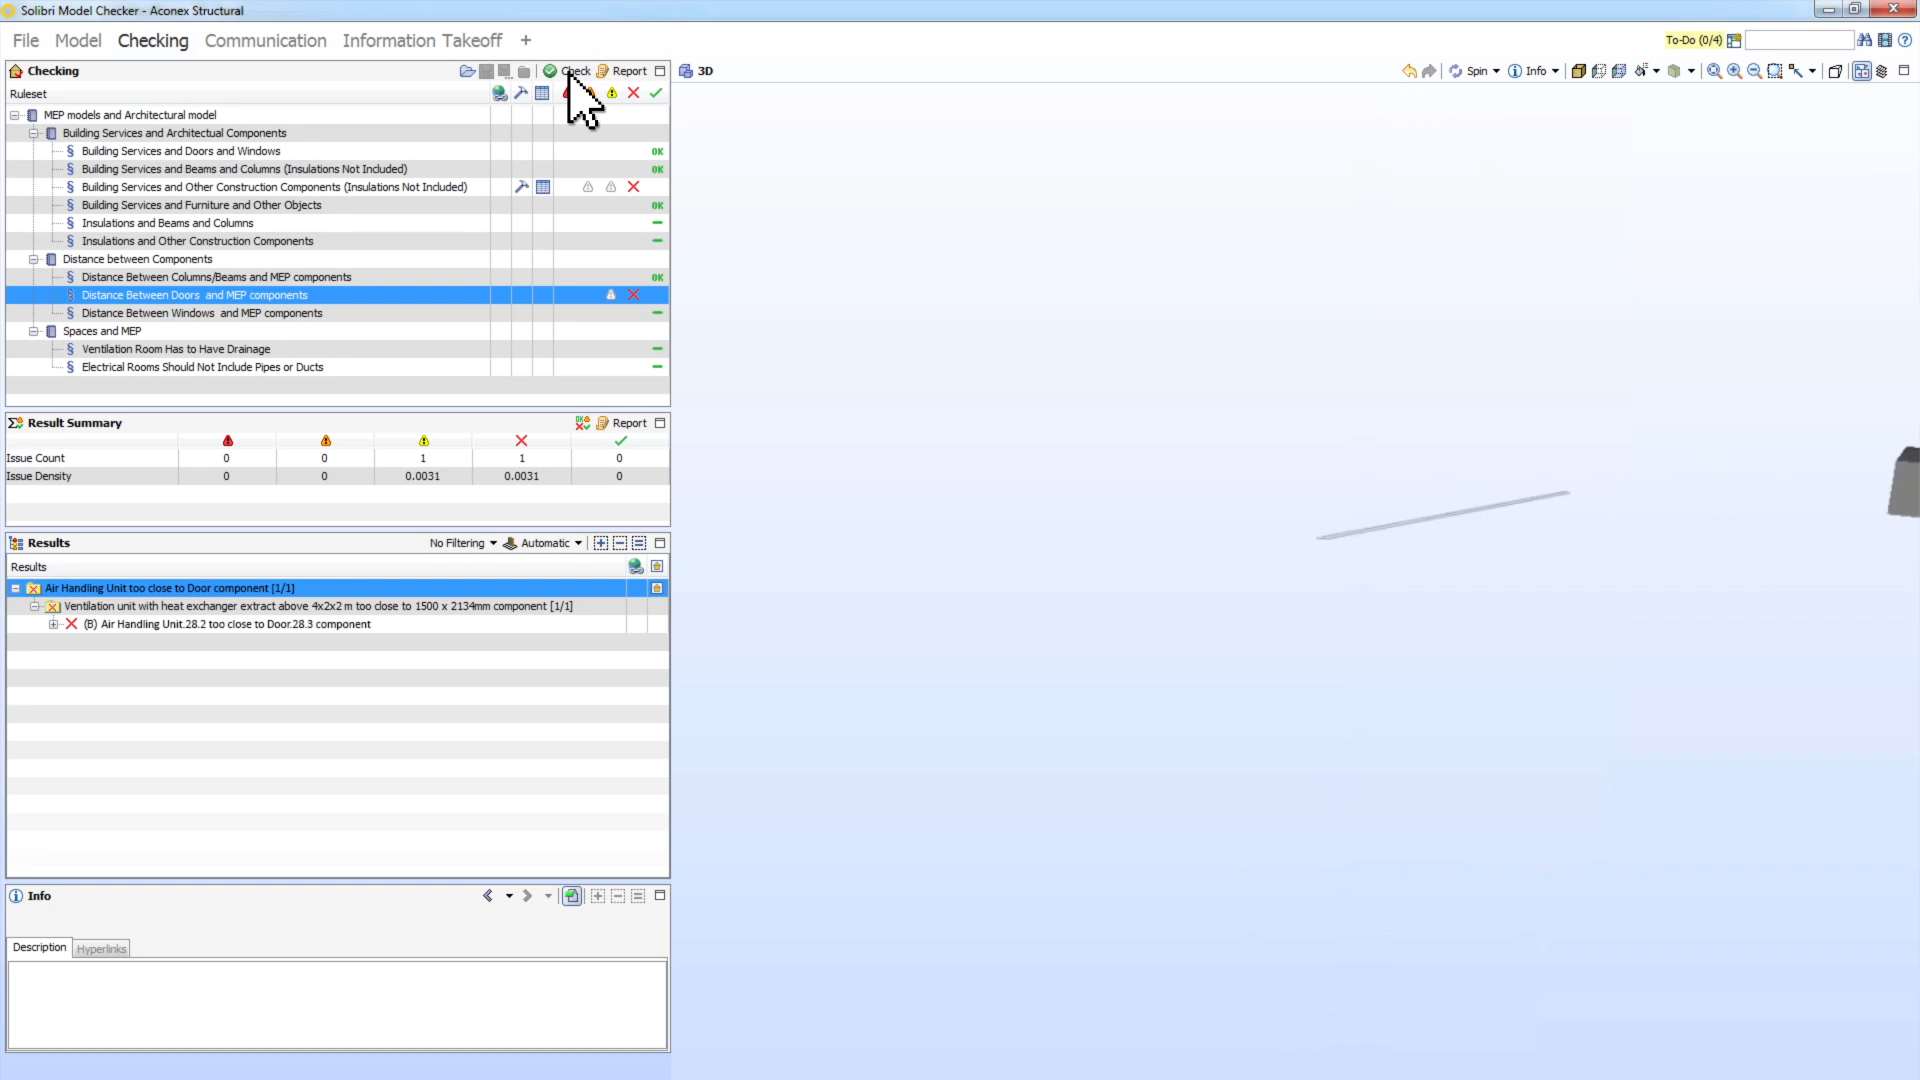 Solibri Model Checker - Aconex Structural
File Model Checking Communication Information Takeoff +
To-Do (0/4)
Checking Check Report
3D
Spin Info
Ruleset
MEP models and Architectural model
Building Services and Architectual Components
§ Building Services and Doors and Windows OK
§ Building Services and Beams and Columns (Insulations Not Included) OK
§ Building Services and Other Construction Components (Insulations Not Included)
§ Building Services and Furniture and Other Objects OK
§ Insulations and Beams and Columns
§ Insulations and Other Construction Components
Distance between Components
§ Distance Between Columns/Beams and MEP components OK
§ Distance Between Doors and MEP components
§ Distance Between Windows and MEP components
Spaces and MEP
§ Ventilation Room Has to Have Drainage
§ Electrical Rooms Should Not Include Pipes or Ducts
Result Summary Report
Issue Count 0 0 1 1 0
Issue Density 0 0 0.0031 0.0031 0
Results No Filtering Automatic
Results
Air Handling Unit too close to Door component [1/1]
Ventilation unit with heat exchanger extract above 4x2x2 m too close to 1500 x 2134mm component [1/1]
(B) Air Handling Unit.28.2 too close to Door.28.3 component
Info
Description Hyperlinks